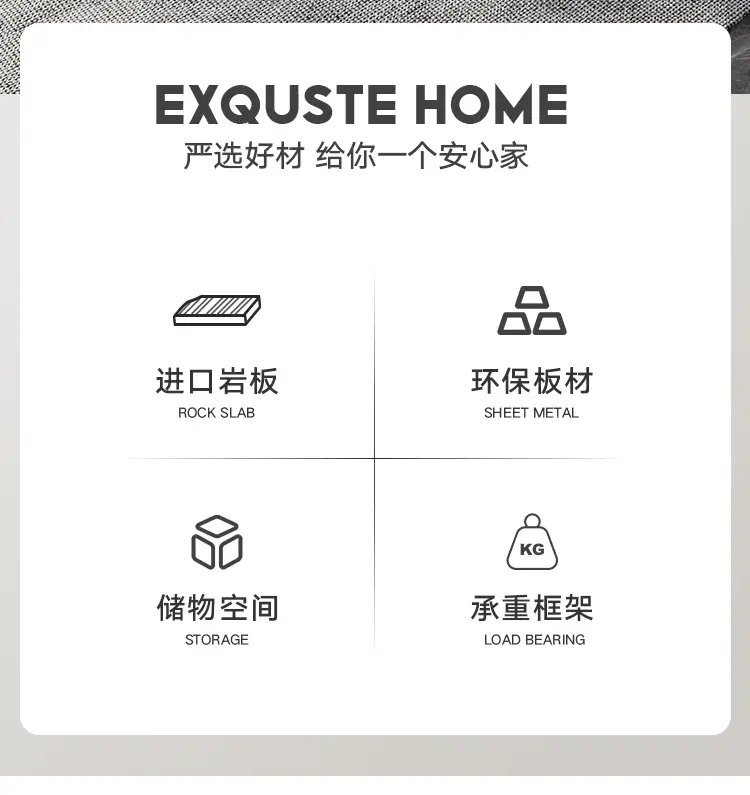 EXQUSTE HOME
严选好材 给你一个安心家
进口岩板
ROCK SLAB
环保板材
SHEET METAL
储物空间
STORAGE
KG
承重框架
LOAD BEARING